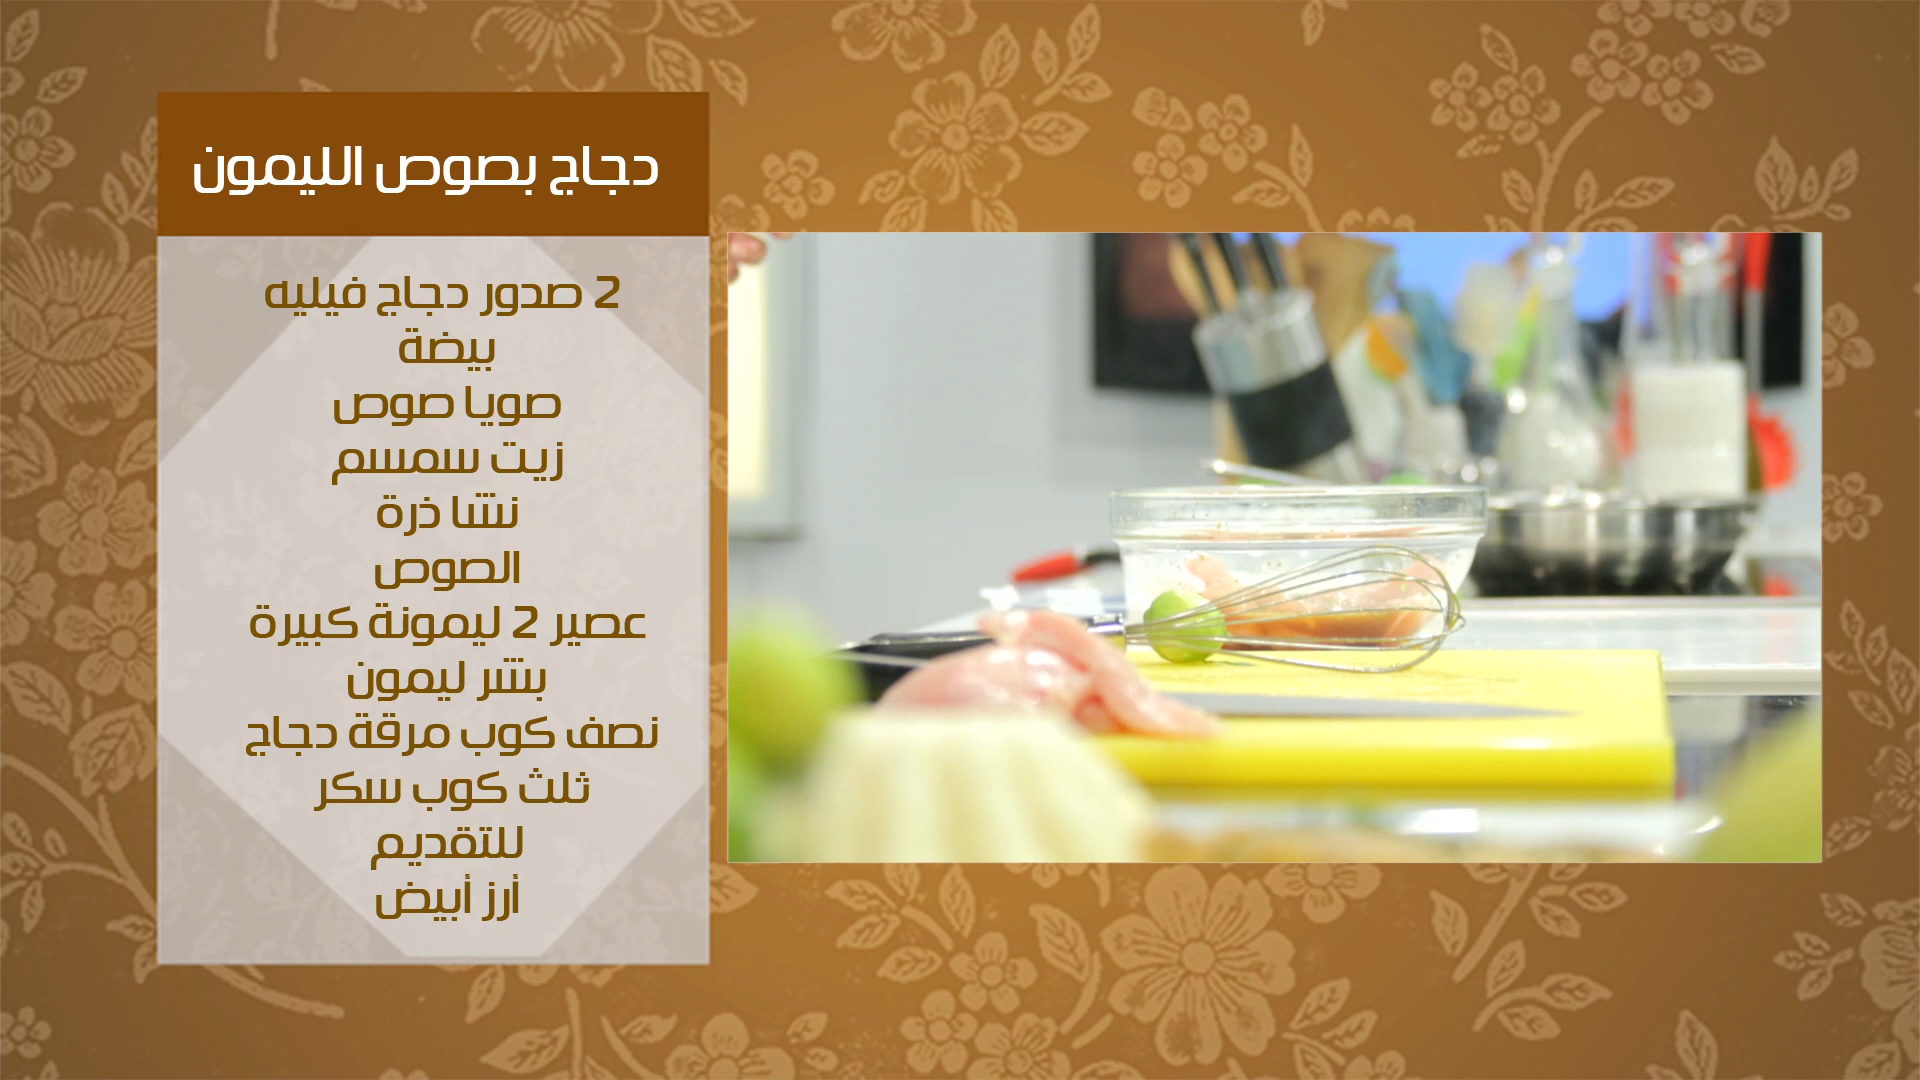 دجاج بصوص الليمون
2 صدور دجاج فيليه
بيضة
صويا صوص
زيت سمسم
نشا ذرة
الصوص
عصير 2 ليمونة كبيرة
بشر ليمون
نصف كوب مرقة دجاج
ثلث كوب سكر
للتقديم
أرز أبيض